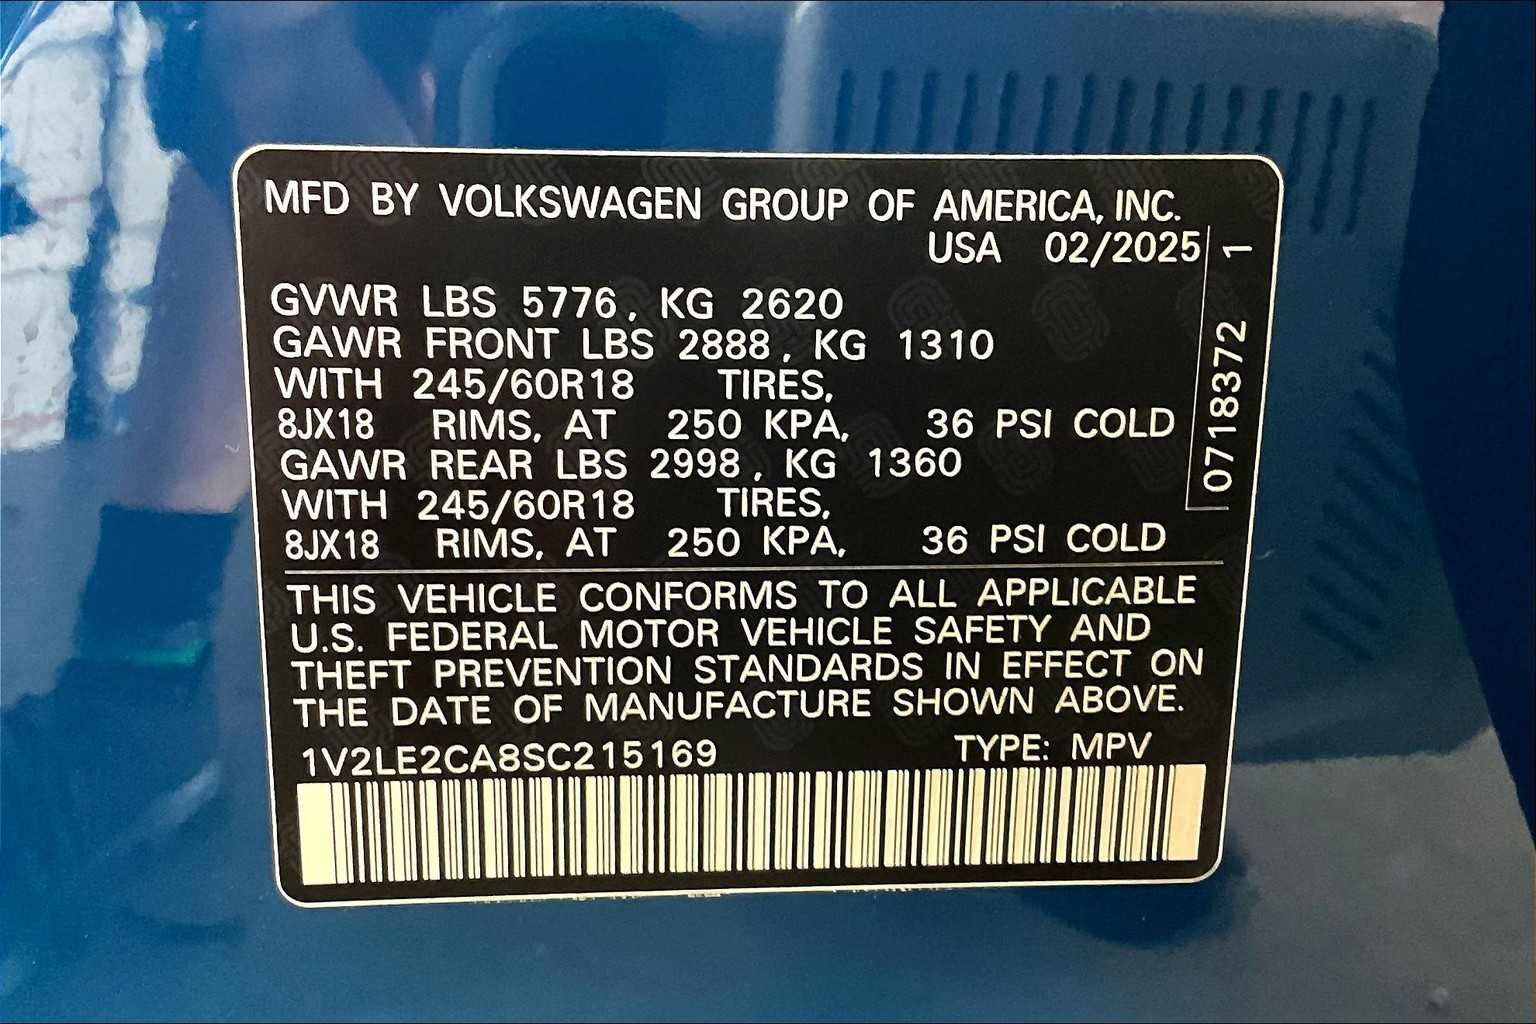 MFD BY VOLKSWAGEN GROUP OF AMERICA, INC.
USA 02/2025
GVWR LBS 5776, KG 2620
GAWR FRONT LBS 2888, KG 1310
WITH 245/60R18 TIRES,
8JX18 RIMS, AT 250 KPA, 36 PSI COLD
GAWR REAR LBS 2998, KG 1360
WITH 245/60R18 TIRES,
8JX18 RIMS, AT 250 KPA, 36 PSI COLD
0718372 1
THIS VEHICLE CONFORMS TO ALL APPLICABLE
U.S. FEDERAL MOTOR VEHICLE SAFETY AND
THEFT PREVENTION STANDARDS IN EFFECT ON
THE DATE OF MANUFACTURE SHOWN ABOVE.
1V2LE2CA8SC215169 TYPE: MPV